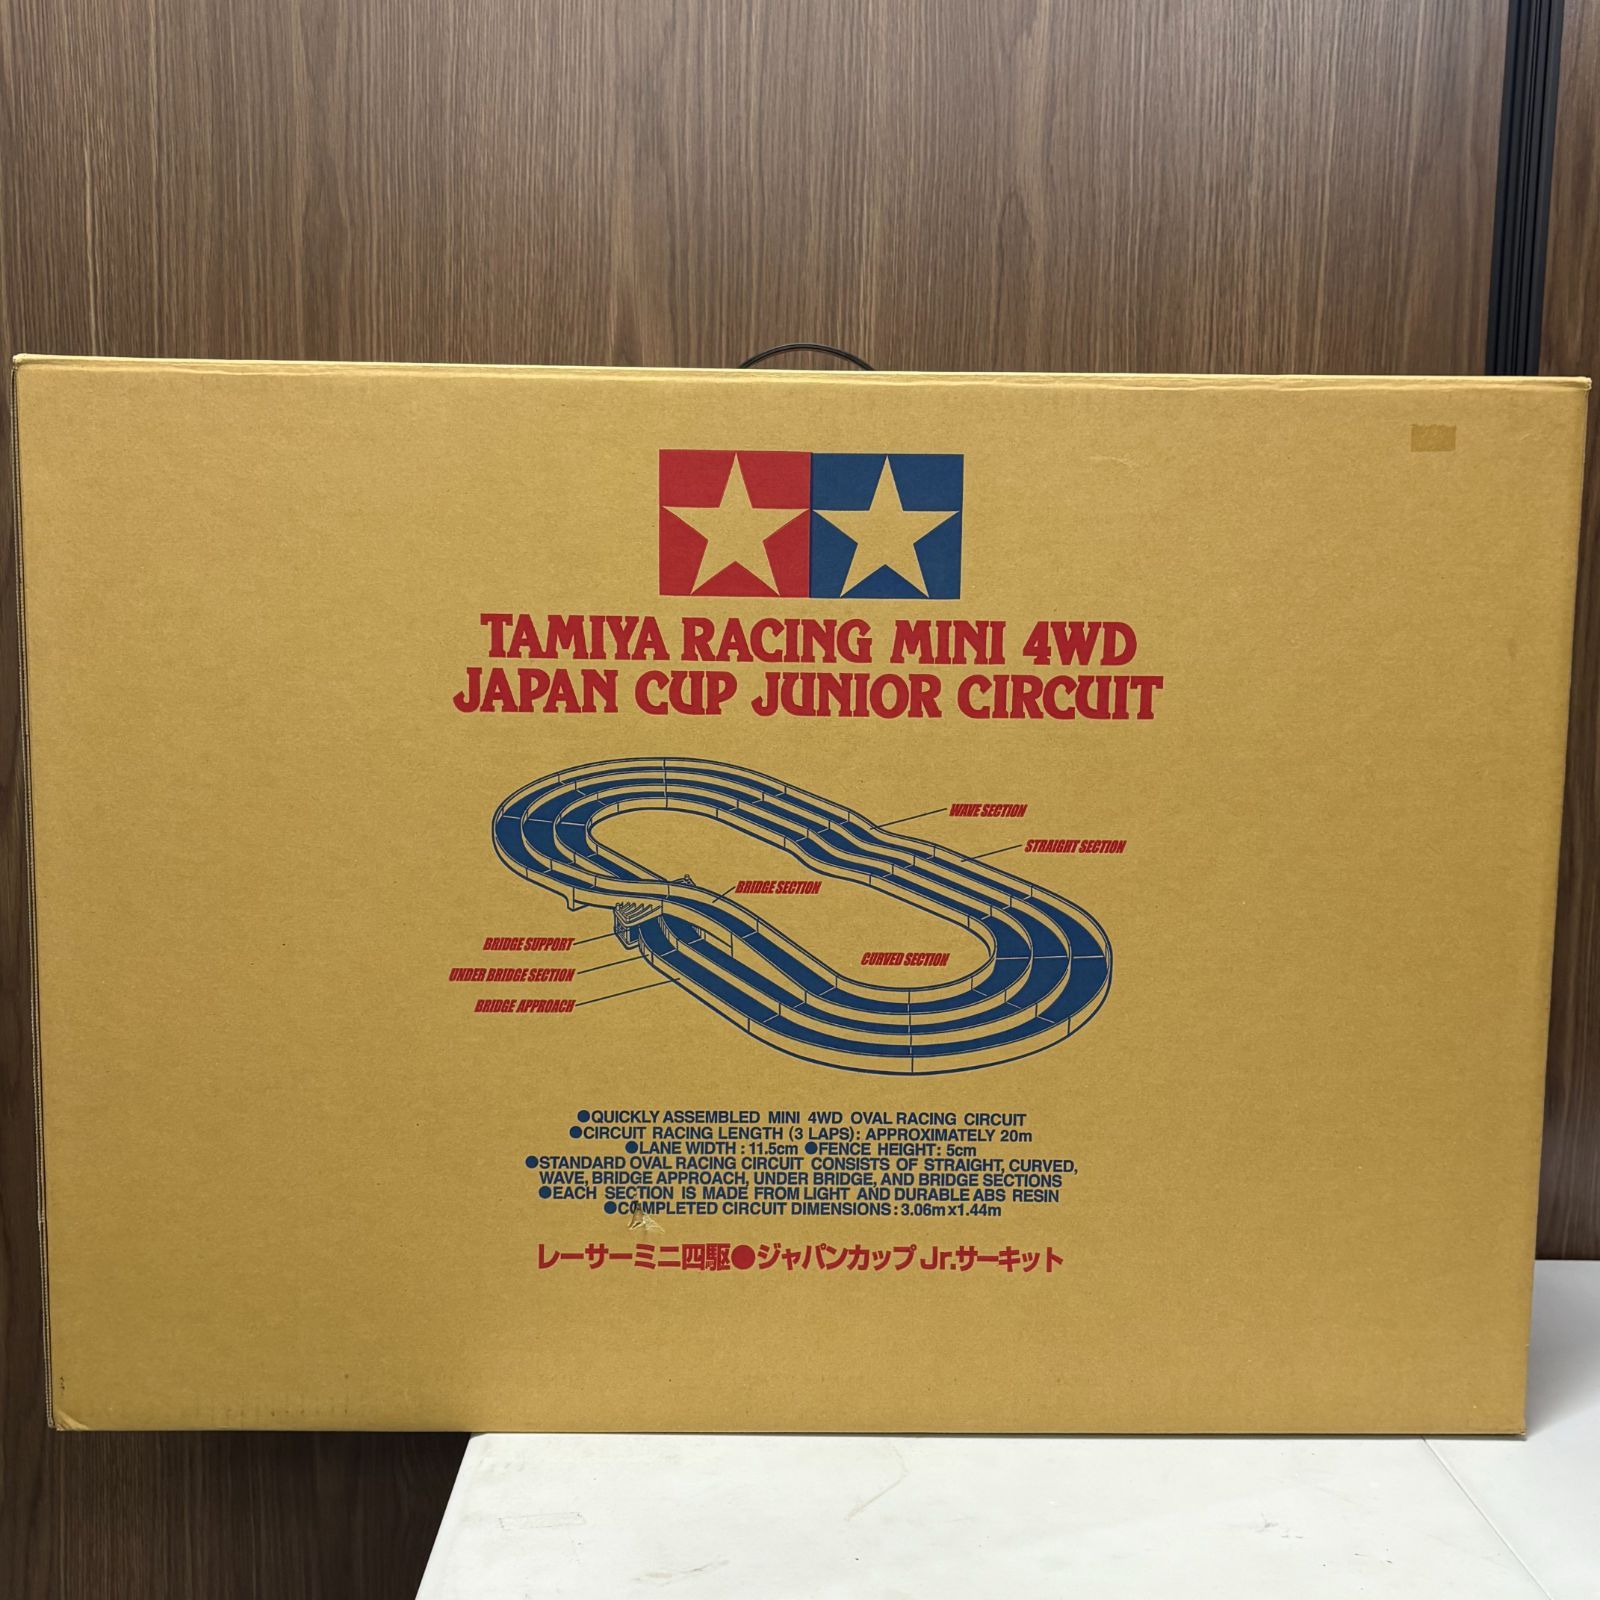 TAMIYA RACING MINI 4WD
JAPAN CUP JUNIOR CIRCUIT
WAVE SECTION
STRAIGHT SECTION
BRIDGE SECTION
BRIDGE SUPPORT
CURVED SECTION
UNDER BRIDGE SECTION
BRIDGE APPROACH
●QUICKLY ASSEMBLED MINI 4WD OVAL RACING CIRCUIT
●CIRCUIT RACING LENGTH (3 LAPS): APPROXIMATELY 20m
●LANE WIDTH : 11.5cm ●FENCE HEIGHT: 5cm
●STANDARD OVAL RACING CIRCUIT CONSISTS OF STRAIGHT, CURVED,
WAVE, BRIDGE APPROACH, UNDER BRIDGE, AND BRIDGE SECTIONS
●EACH SECTION IS MADE FROM LIGHT AND DURABLE ABS RESIN
●COMPLETED CIRCUIT DIMENSIONS : 3.06m x 1.44m
レーサーミニ四駆●ジャパンカップJr.サーキット